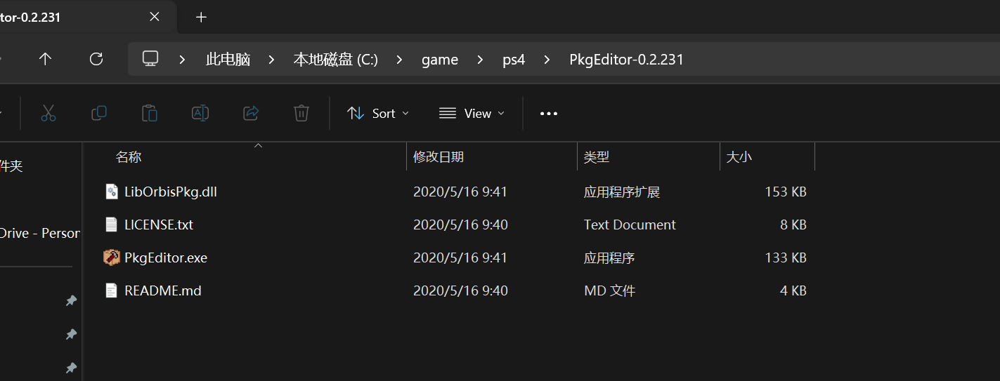 tor-0.2.231
此电脑 > 本地磁盘 (C:) > game > ps4 > PkgEditor-0.2.231
Sort View
名称 修改日期 类型 大小
件夹
LibOrbisPkg.dll 2020/5/16 9:41 应用程序扩展 153 KB
LICENSE.txt 2020/5/16 9:40 Text Document 8 KB
Drive - Person
PkgEditor.exe 2020/5/16 9:41 应用程序 133 KB
README.md 2020/5/16 9:40 MD 文件 4 KB